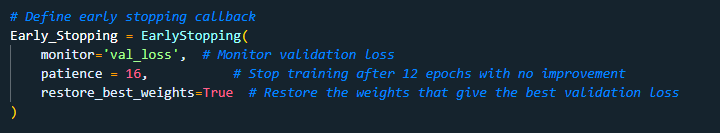 # Define early stopping callback
Early_Stopping = EarlyStopping(
    monitor='val_loss',  # Monitor validation loss
    patience = 16,           # Stop training after 12 epochs with no improvement
    restore_best_weights=True  # Restore the weights that give the best validation loss
)